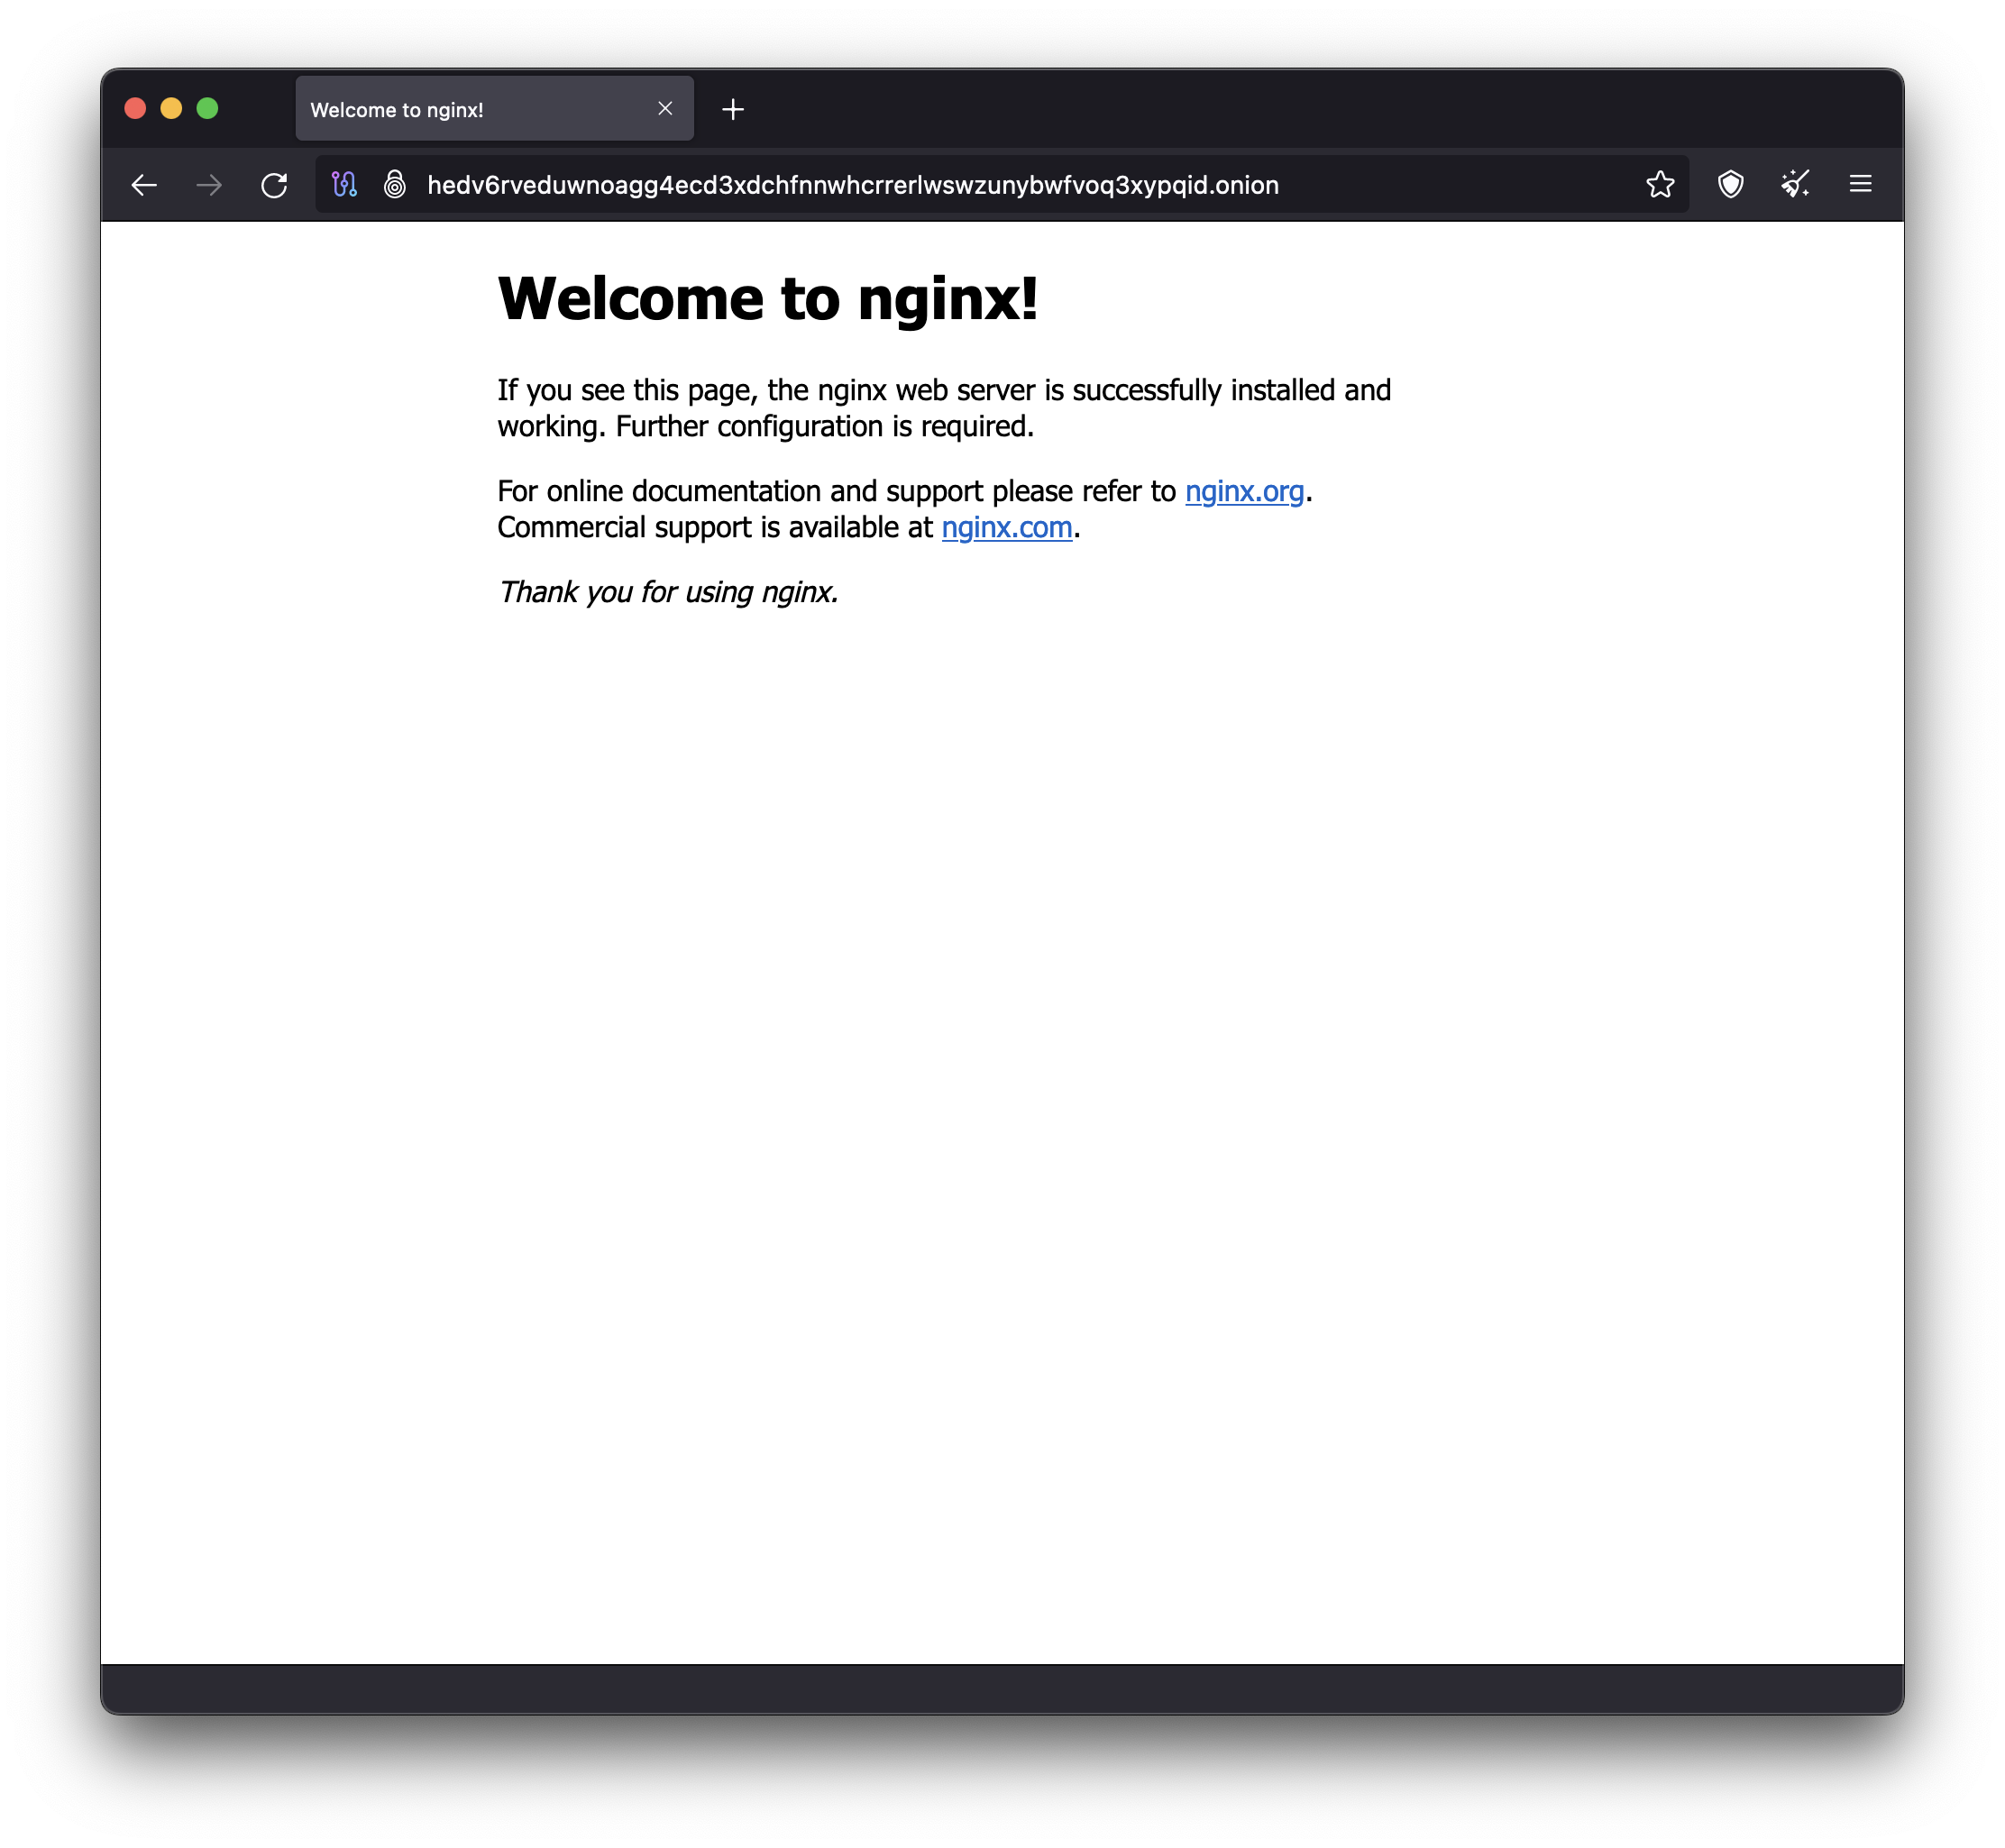 Welcome to nginx!
hedv6rveduwnoagg4ecd3xdchfnnwhcrrerlwswzunybwfvoq3xypqid.onion
Welcome to nginx!
If you see this page, the nginx web server is successfully installed and
working. Further configuration is required.
For online documentation and support please refer to nginx.org.
Commercial support is available at nginx.com.
Thank you for using nginx.